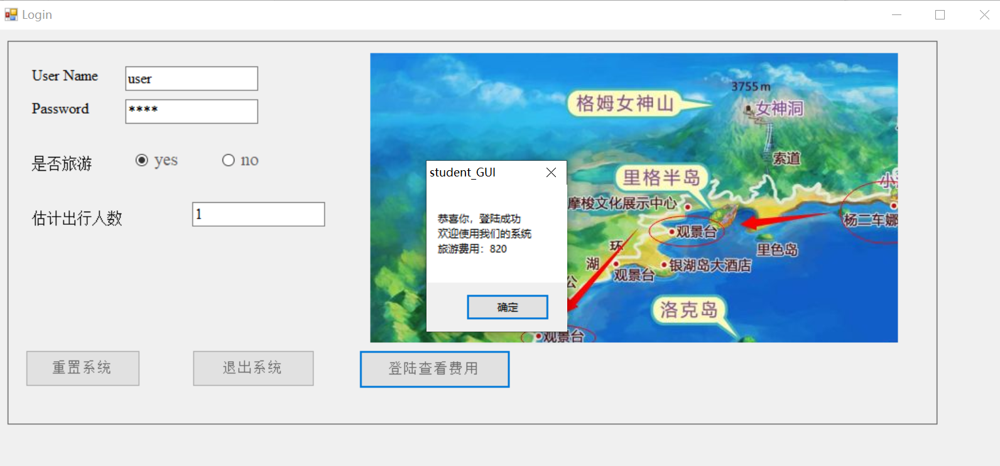 Login
User Name
user
Password
****
是否旅游
yes
no
估计出行人数
1
3755m
格姆女神山
女神洞
索道
里格半岛
摩梭文化展示中心
杨二车娜
观景台
里色岛
环
湖
观景台
银湖岛大酒店
洛克岛
观景台
student_GUI
恭喜你，登陆成功
欢迎使用我们的系统
旅游费用：820
确定
重置系统
退出系统
登陆查看费用